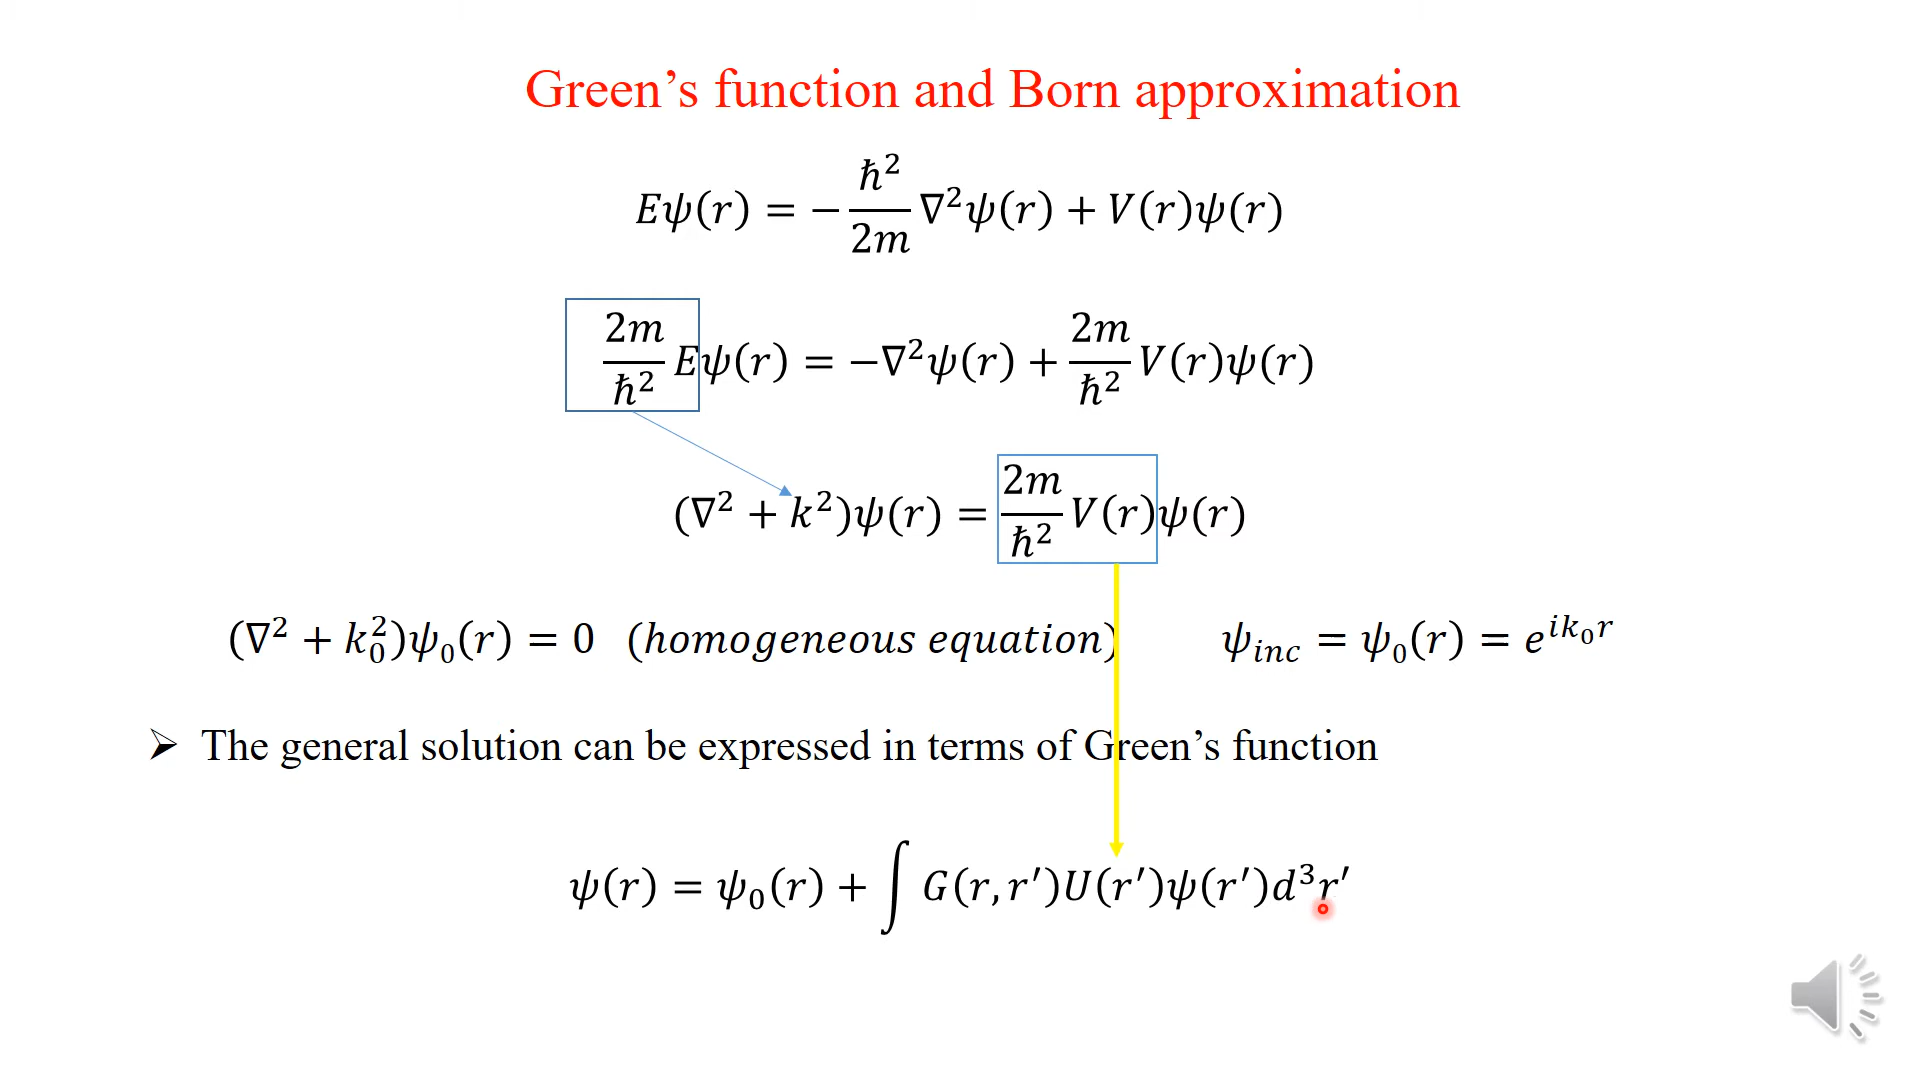 Green’s function and Born approximation
𝐸𝜓(𝑟) = −ℏ²/2𝑚 ∇²𝜓(𝑟) + 𝑉(𝑟)𝜓(𝑟)
2𝑚/ℏ² 𝐸𝜓(𝑟) = −∇²𝜓(𝑟) + 2𝑚/ℏ² 𝑉(𝑟)𝜓(𝑟)
(∇² + 𝑘²)𝜓(𝑟) = 2𝑚/ℏ² 𝑉(𝑟)𝜓(𝑟)
(∇² + 𝑘₀²)𝜓₀(𝑟) = 0 (ℎ𝑜𝑚𝑜𝑔𝑒𝑛𝑒𝑜𝑢𝑠 𝑒𝑞𝑢𝑎𝑡𝑖𝑜𝑛) 𝜓_{𝑖𝑛𝑐} = 𝜓₀(𝑟) = 𝑒^{𝑖𝑘₀𝑟}
➢ The general solution can be expressed in terms of Green’s function
𝜓(𝑟) = 𝜓₀(𝑟) + ∫ 𝐺(𝑟, 𝑟′)𝑈(𝑟′)𝜓(𝑟′)𝑑³𝑟′